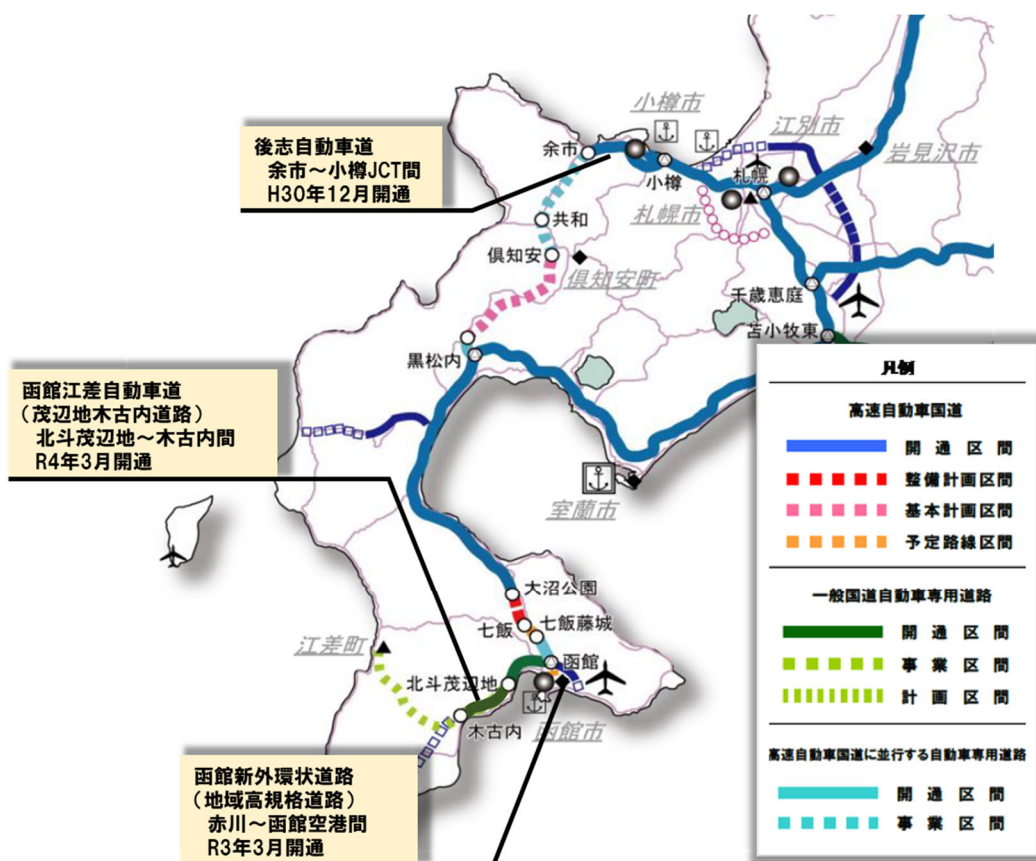 後志自動車道
余市～小樽JCT間
H30年12月開通
小樽市
江別市
岩見沢市
余市
小樽
札幌
札幌市
共和
倶知安
倶知安町
千歳恵庭
苫小牧東
黒松内
函館江差自動車道
（茂辺地木古内道路）
北斗茂辺地～木古内間
R4年3月開通
室蘭市
大沼公園
七飯
七飯藤城
江差町
函館
北斗茂辺地
木古内
函館市
函館新外環状道路
（地域高規格道路）
赤川～函館空港間
R3年3月開通
凡例
高速自動車国道
開通区間
整備計画区間
基本計画区間
予定路線区間
一般国道自動車専用道路
開通区間
事業区間
計画区間
高速自動車国道に並行する自動車専用道路
開通区間
事業区間